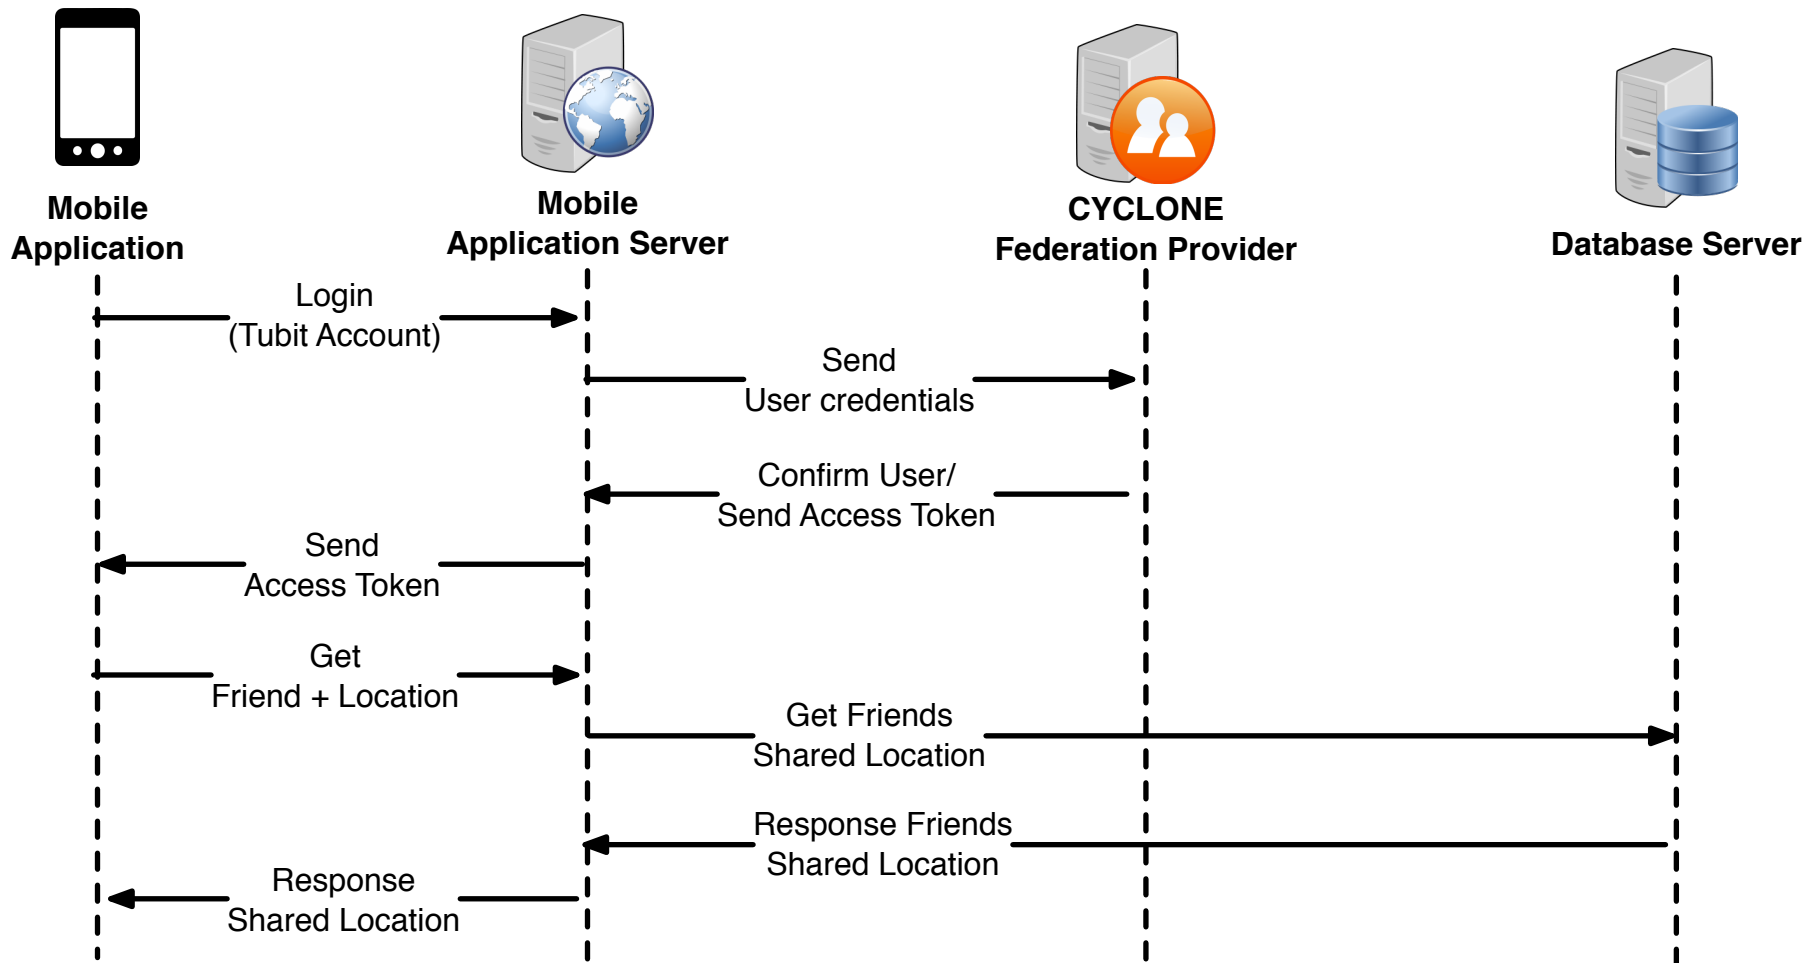 Mobile
Application
Mobile
Application Server
CYCLONE
Federation Provider
Database Server
Login
(Tubit Account)
Send
User credentials
Confirm User/
Send Access Token
Send
Access Token
Get
Friend + Location
Get Friends
Shared Location
Response Friends
Shared Location
Response
Shared Location